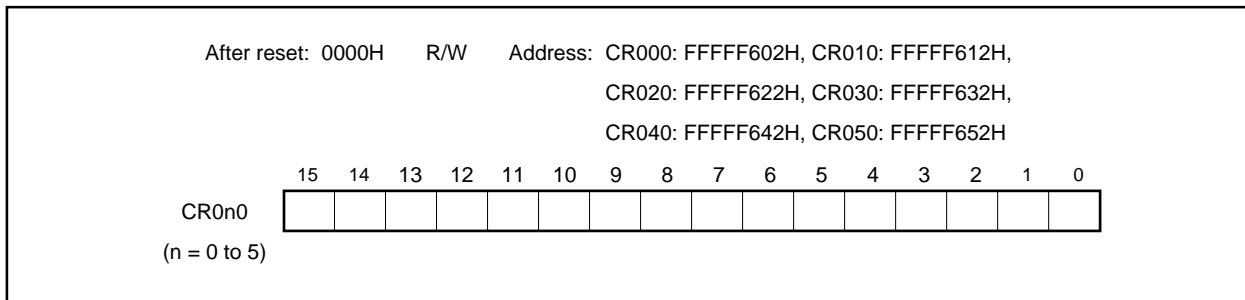 After reset: 0000H R/W Address: CR000: FFFFF602H, CR010: FFFFF612H,
CR020: FFFFF622H, CR030: FFFFF632H,
CR040: FFFFF642H, CR050: FFFFF652H
15 14 13 12 11 10 9 8 7 6 5 4 3 2 1 0
CR0n0
(n = 0 to 5)